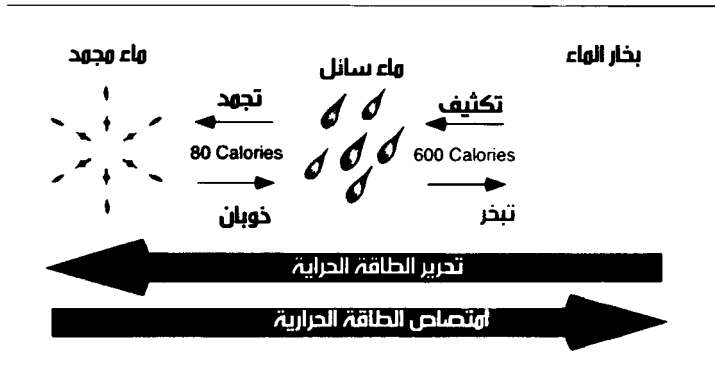 بخار الماء
ماء سائل
ماء مجمد
تكثيف
تجمد
600 Calories
80 Calories
تبخر
خوبان
تحرير الطاقة الحراية
امتصاص الطاقة الحرارية